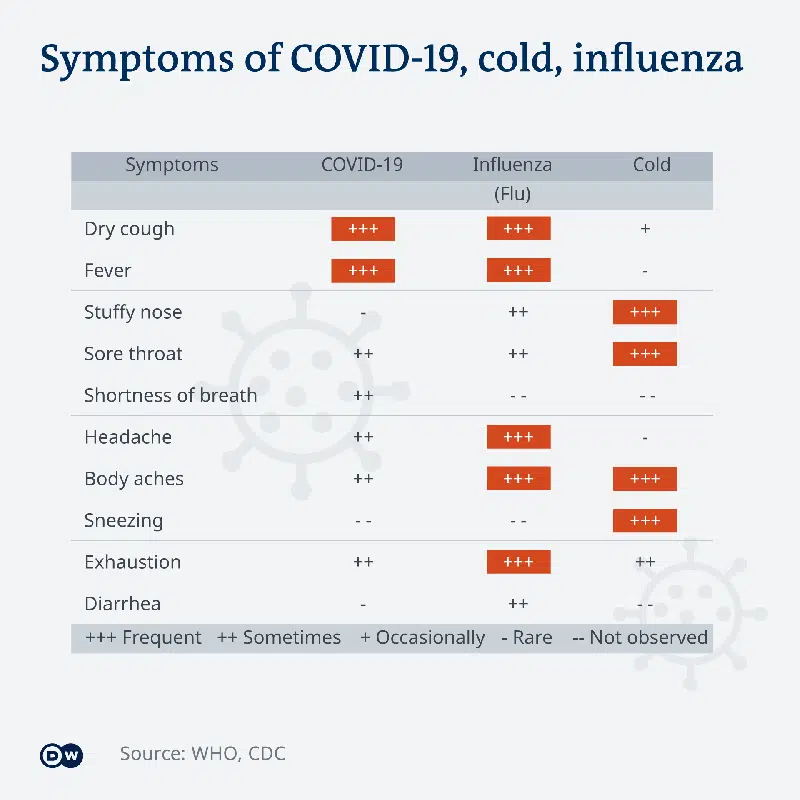 Symptoms of COVID-19, cold, influenza
Symptoms COVID-19 Influenza Cold
(Flu)
Dry cough +++ +++ +
Fever +++ +++ -
Stuffy nose - ++ +++
Sore throat ++ ++ +++
Shortness of breath ++ -- --
Headache ++ +++ -
Body aches ++ +++ +++
Sneezing -- -- +++
Exhaustion ++ +++ ++
Diarrhea - ++ --
+++ Frequent ++ Sometimes + Occasionally - Rare -- Not observed
DW Source: WHO, CDC